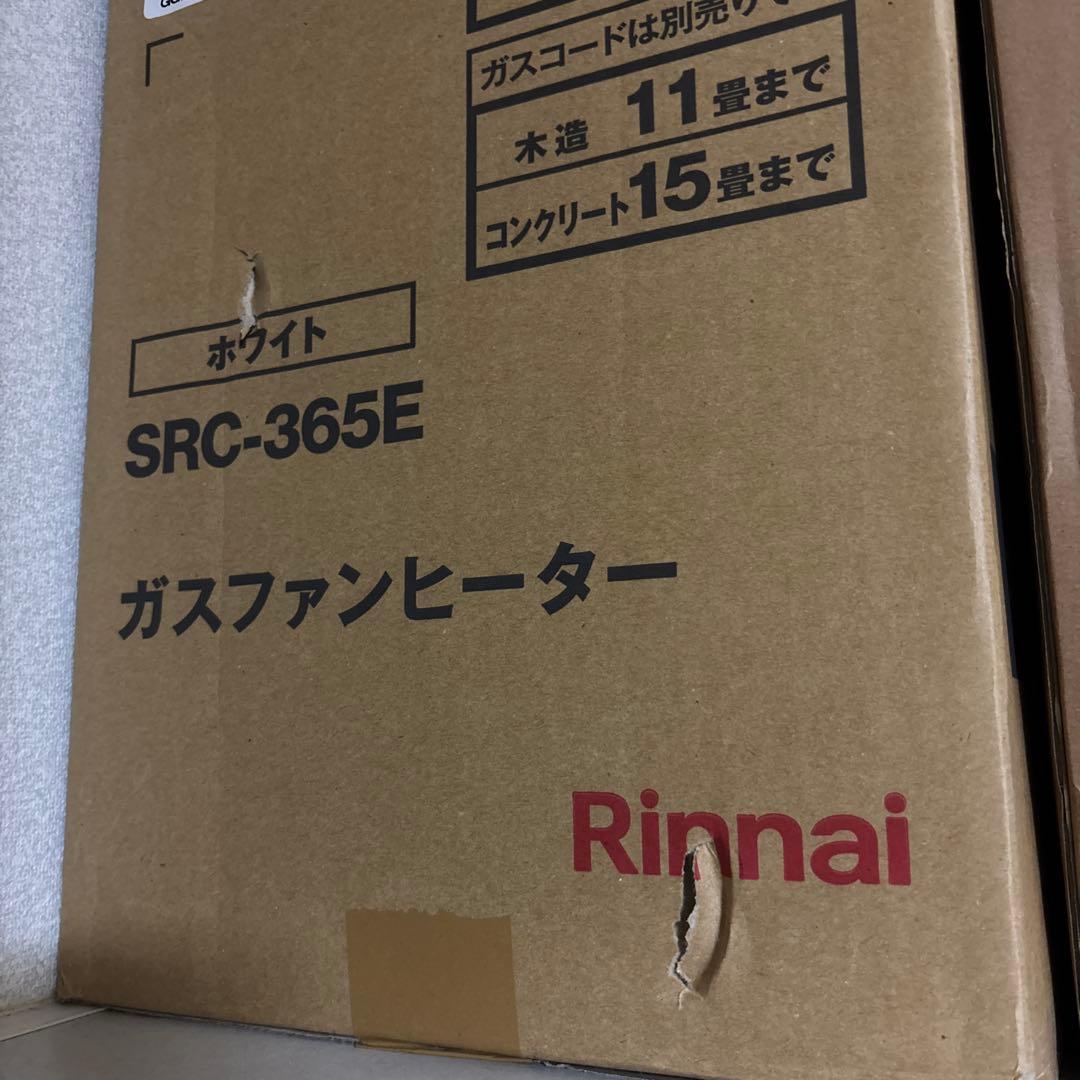 ガスコードは別売りで
木造 11畳まで
コンクリート15畳まで
ホワイト
SRC-365E
ガスファンヒーター
Rinnai